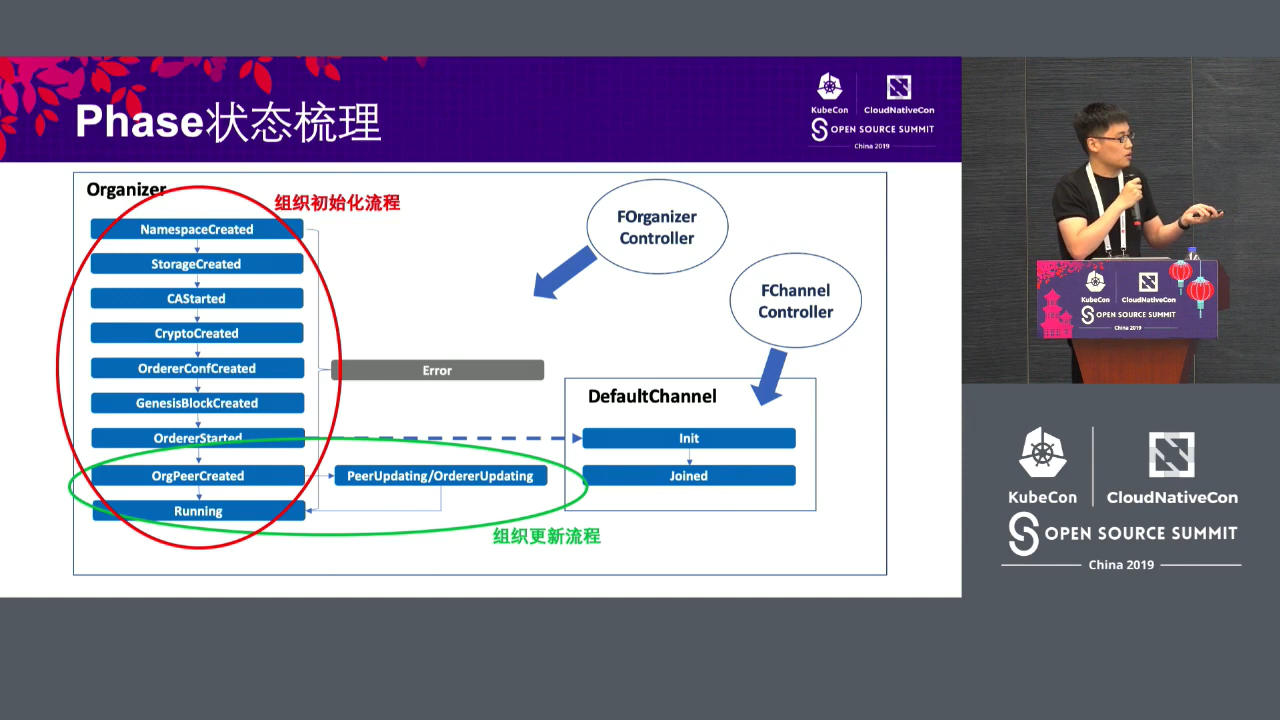 Phase状态梳理
KubeCon
CloudNativeCon
OPEN SOURCE SUMMIT
China 2019
Organizer
组织初始化流程
NamespaceCreated
StorageCreated
CAStarted
CryptoCreated
OrdererConfCreated
GenesisBlockCreated
OrdererStarted
OrgPeerCreated
Running
Error
PeerUpdating/OrdererUpdating
组织更新流程
FOrganizer
Controller
FChannel
Controller
DefaultChannel
Init
Joined
KubeCon
CloudNativeCon
OPEN SOURCE SUMMIT
China 2019
KubeCon
CloudNativeCon
OPEN SOURCE SUMMIT
China 2019